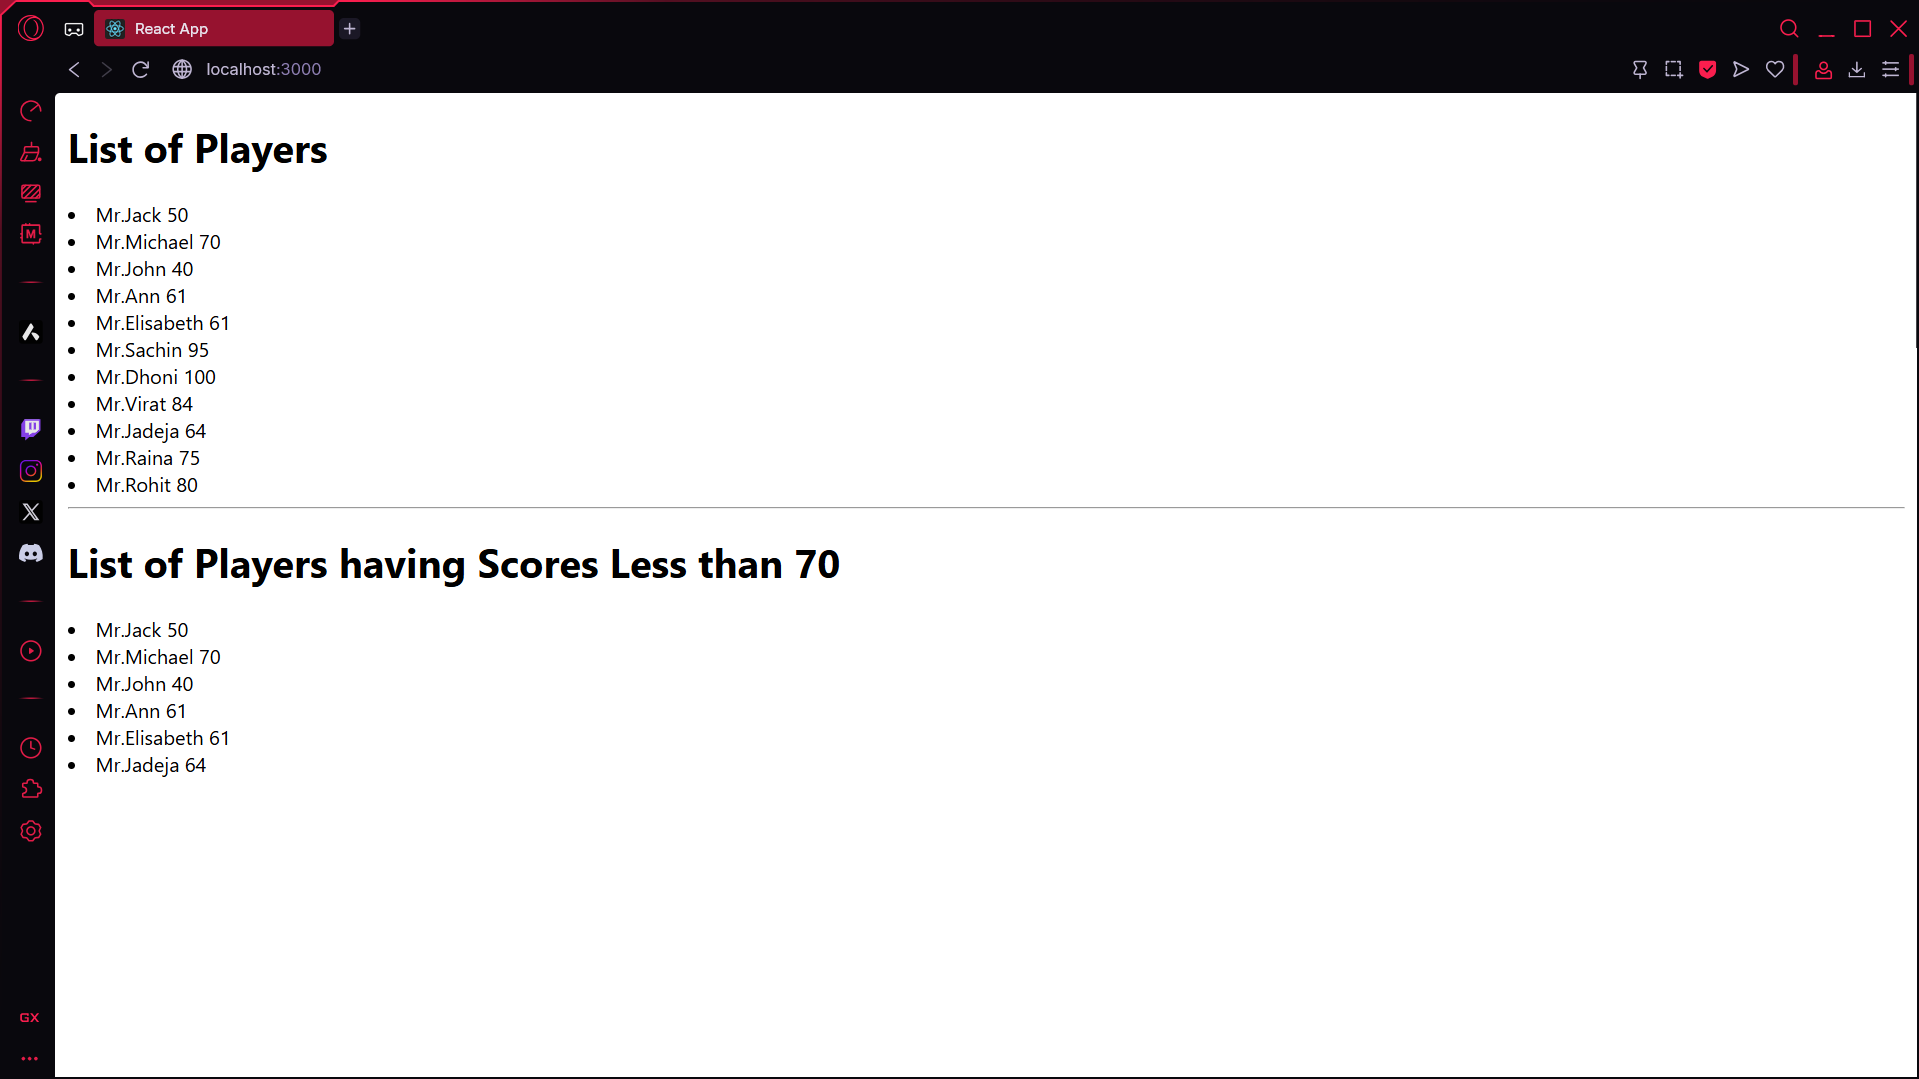 React App
localhost:3000
M
List of Players
Mr.Jack 50
Mr.Michael 70
Mr.John 40
Mr.Ann 61
Mr.Elisabeth 61
Mr.Sachin 95
Mr.Dhoni 100
Mr.Virat 84
Mr.Jadeja 64
Mr.Raina 75
Mr.Rohit 80
List of Players having Scores Less than 70
Mr.Jack 50
Mr.Michael 70
Mr.John 40
Mr.Ann 61
Mr.Elisabeth 61
Mr.Jadeja 64
GX